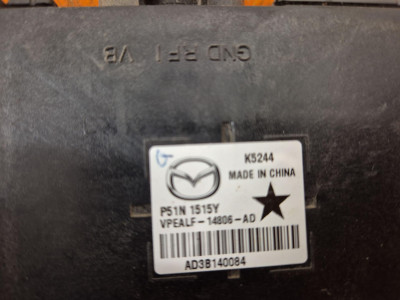 GND RF1 VB
K5244
MADE IN CHINA
P51N 1515Y
VPEALF-14806-AD
AD3B140084